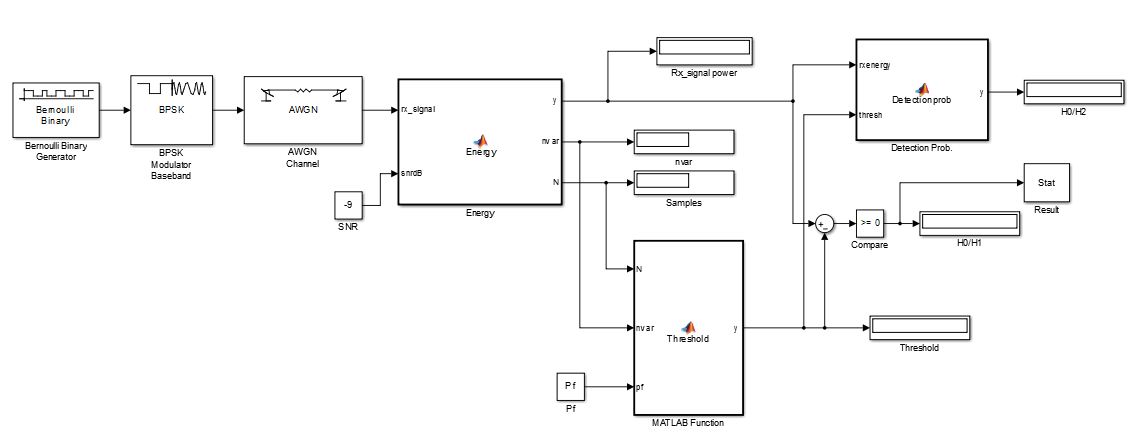 Bernoulli
Binary
Bernoulli Binary
Generator
BPSK
BPSK
Modulator
Baseband
AWGN
AWGN
Channel
-9
SNR
rx_signal
snrdB
Energy
y
nvar
N
Energy
Rx_signal power
nvar
Samples
N
nvar
pf
Threshold
y
MATLAB Function
Pf
Pf
rxenergy
thresh
Detectionprob
y
Detection Prob.
H0/H2
Stat
Result
>= 0
Compare
H0/H1
Threshold